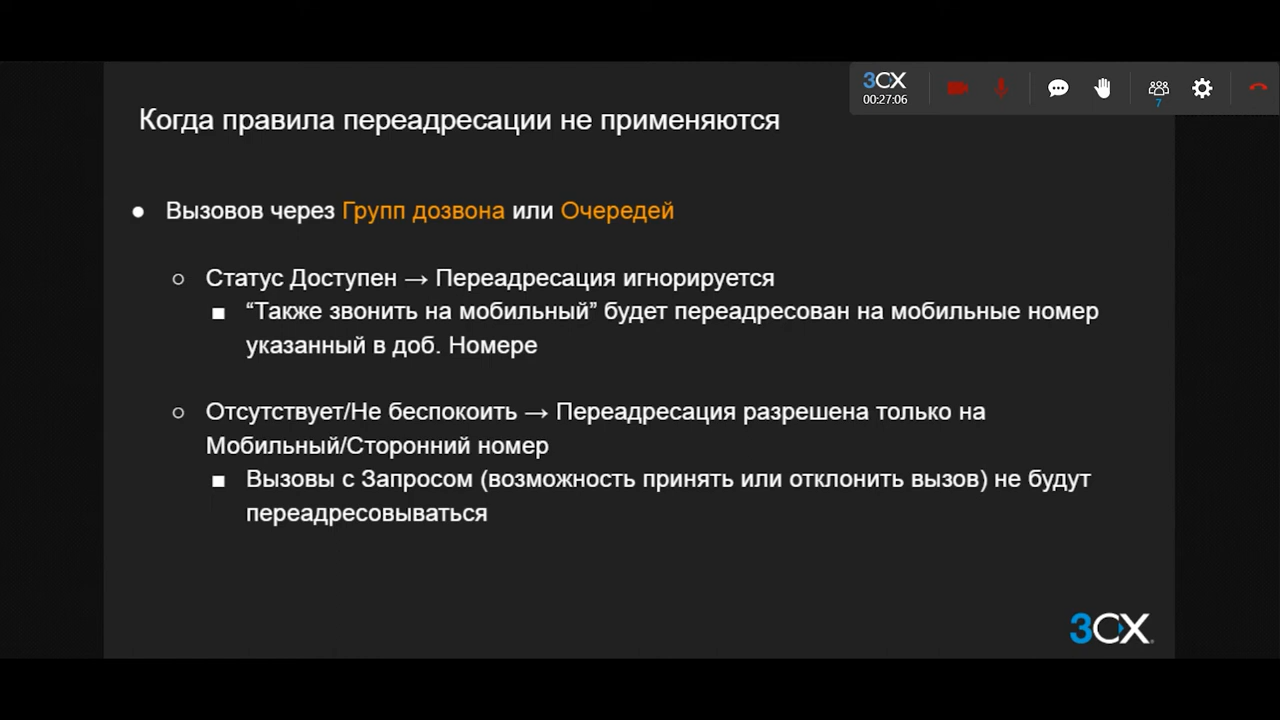 3CX
00:27:06
7
Когда правила переадресации не применяются
● Вызовов через Групп дозвона или Очередей
○ Статус Доступен → Переадресация игнорируется
■ “Также звонить на мобильный” будет переадресован на мобильные номер
указанный в доб. Номере
○ Отсутствует/Не беспокоить → Переадресация разрешена только на
Мобильный/Сторонний номер
■ Вызовы с Запросом (возможность принять или отклонить вызов) не будут
переадресовываться
3CX